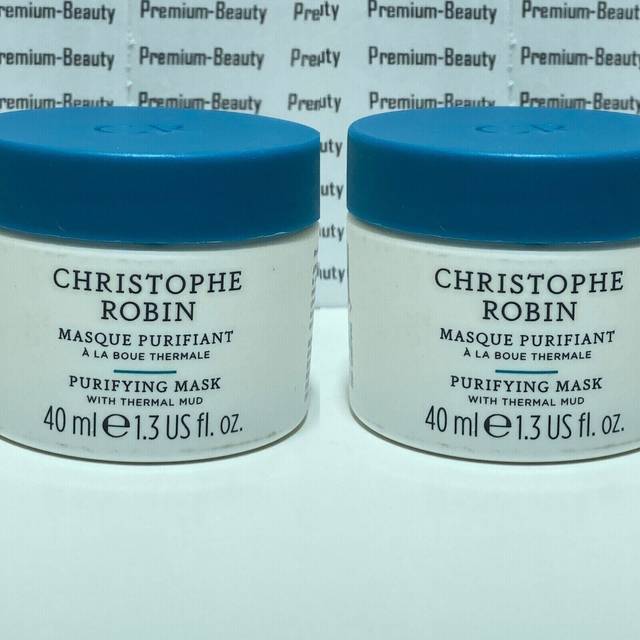 Premium-Beauty Premium-Beauty
Premium-Beauty Premium-Beauty
Premium-Beauty Premium-Beauty
CHRISTOPHE
ROBIN
MASQUE PURIFIANT
À LA BOUE THERMALE
PURIFYING MASK
WITH THERMAL MUD
40 ml e 1.3 US fl. oz.
CHRISTOPHE
ROBIN
MASQUE PURIFIANT
À LA BOUE THERMALE
PURIFYING MASK
WITH THERMAL MUD
40 ml e 1.3 US fl. oz.